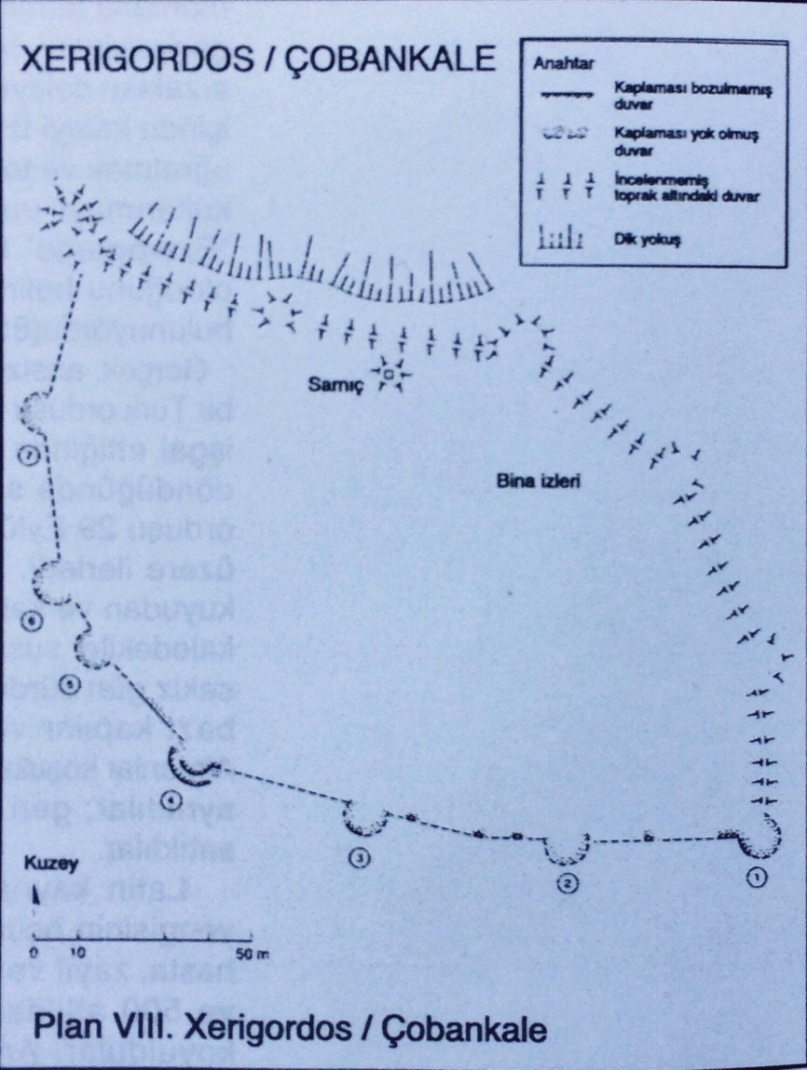 XERIGORDOS / ÇOBANKALE
Anahtar
Kaplaması bozulmamış
duvar
Kaplaması yok olmuş
duvar
İncelenmemiş
toprak altındaki duvar
Dik yokuş
Sarnıç
Bina izleri
7
6
5
4
3
2
1
Kuzey
0 10 50 m
Plan VIII. Xerigordos / Çobankale